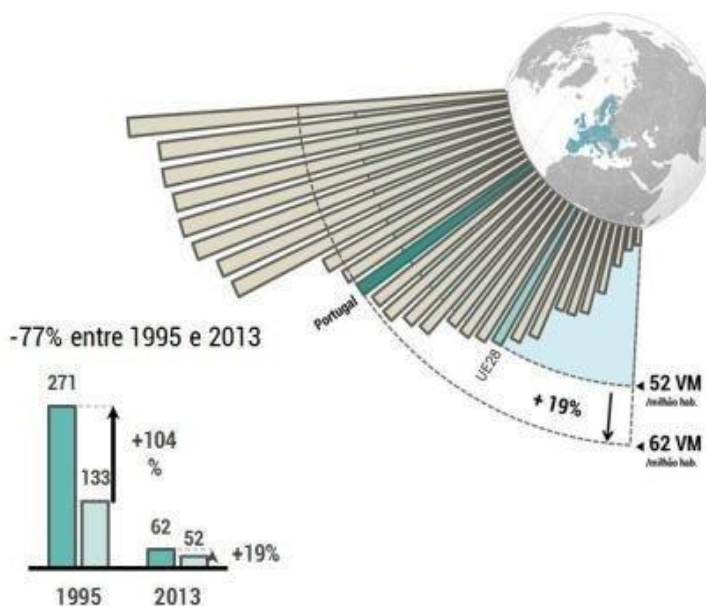 Portugal
UE28
-77% entre 1995 e 2013
52 VM
/milhão hab.
+ 19%
62 VM
/milhão hab.
271
+104
%
133
62
52
+19%
1995
2013